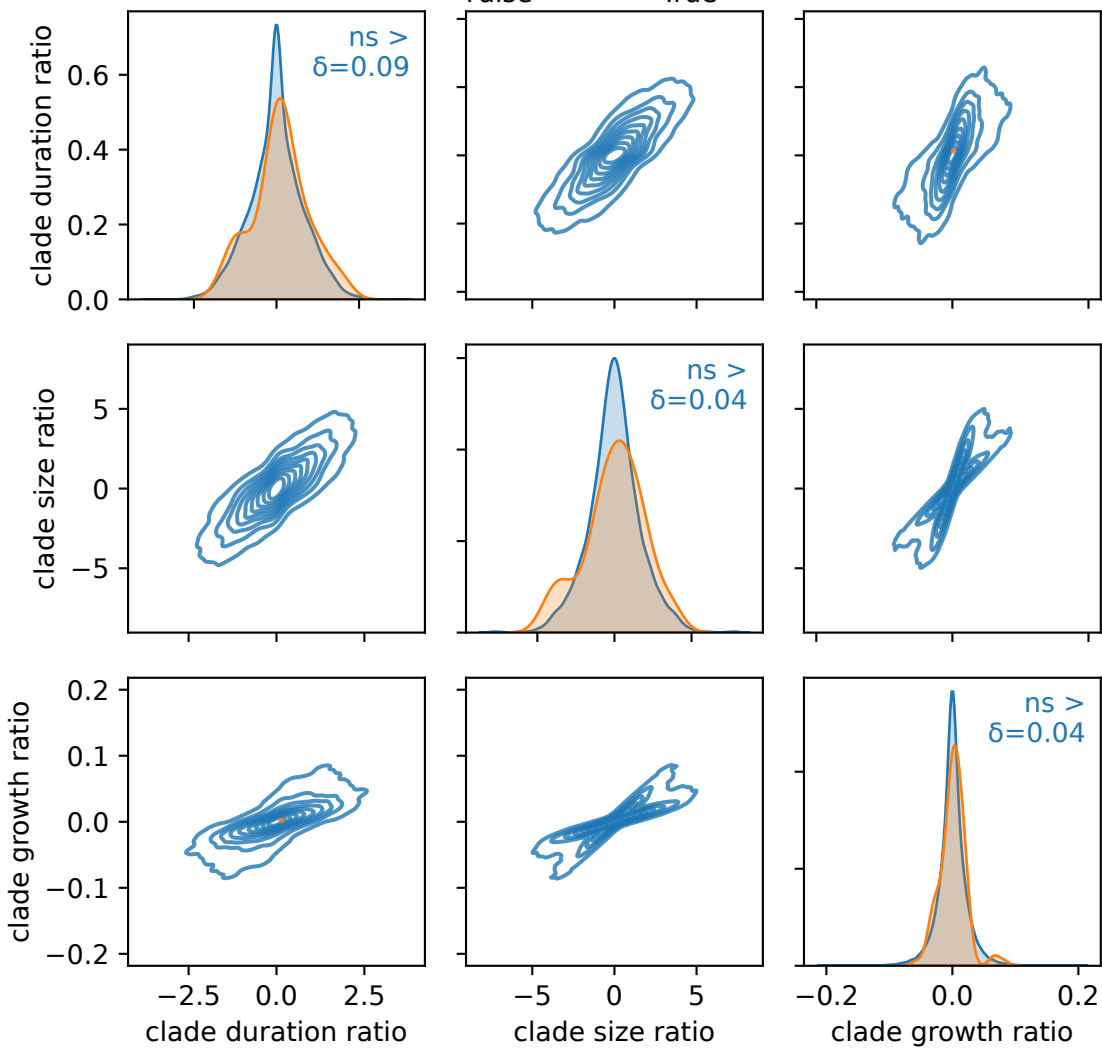 True
clade duration ratio
0.6
0.4
0.2
0.0
ns >
δ=0.09
clade size ratio
5
0
−5
ns >
δ=0.04
clade growth ratio
0.2
0.1
0.0
−0.1
−0.2
ns >
δ=0.04
−2.5 0.0 2.5
−5 0 5
−0.2 0.0 0.2
clade duration ratio
clade size ratio
clade growth ratio